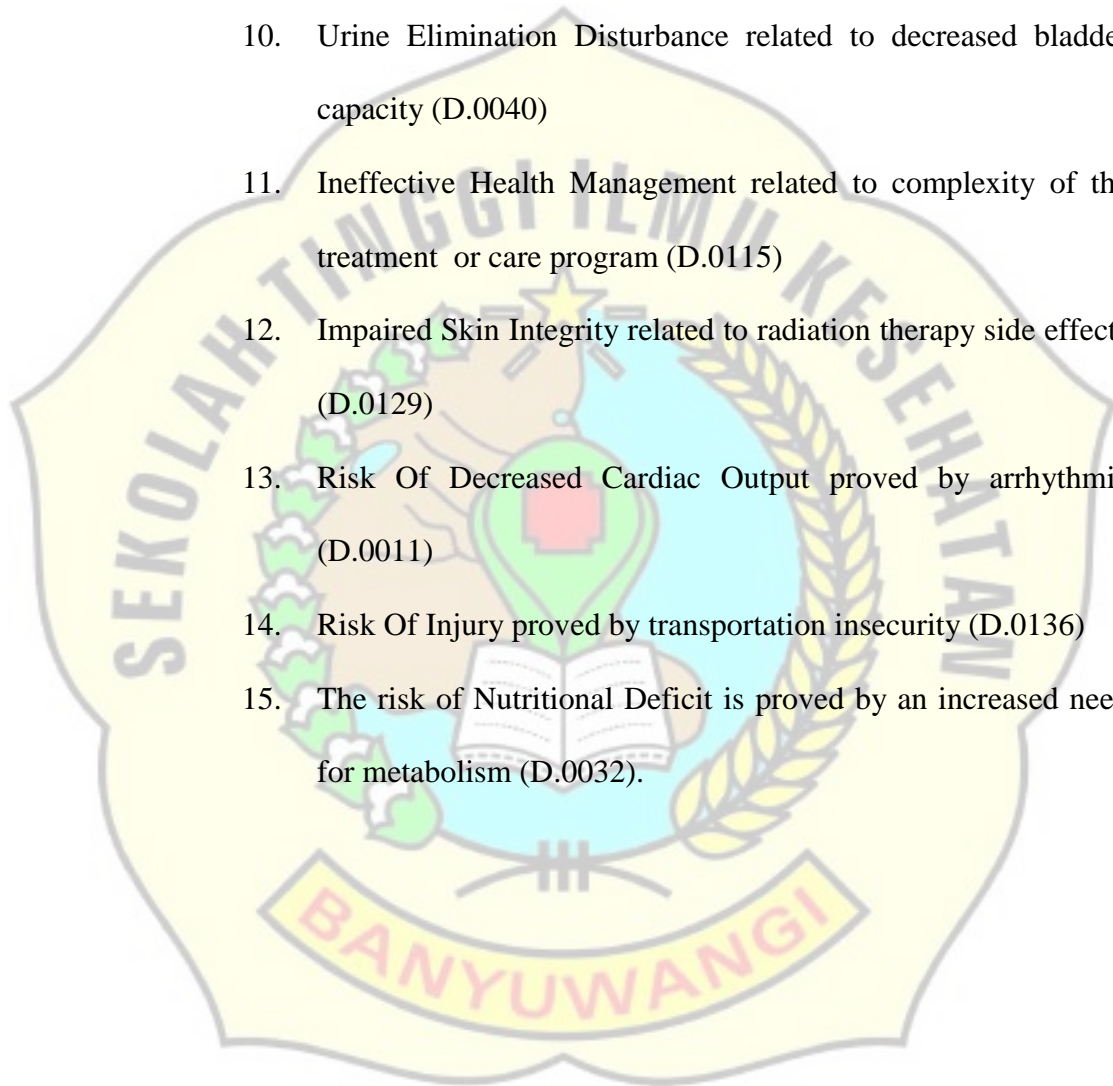 10. Urine Elimination Disturbance related to decreased bladde
capacity (D.0040)
11. Ineffective Health Management related to complexity of th
treatment or care program (D.0115)
12. Impaired Skin Integrity related to radiation therapy side effect
(D.0129)
13. Risk Of Decreased Cardiac Output proved by arrhythmi
(D.0011)
14. Risk Of Injury proved by transportation insecurity (D.0136)
15. The risk of Nutritional Deficit is proved by an increased nee
for metabolism (D.0032).
SEKOLAH TINGGI ILMU KESEHATAN
BANYUWANGI